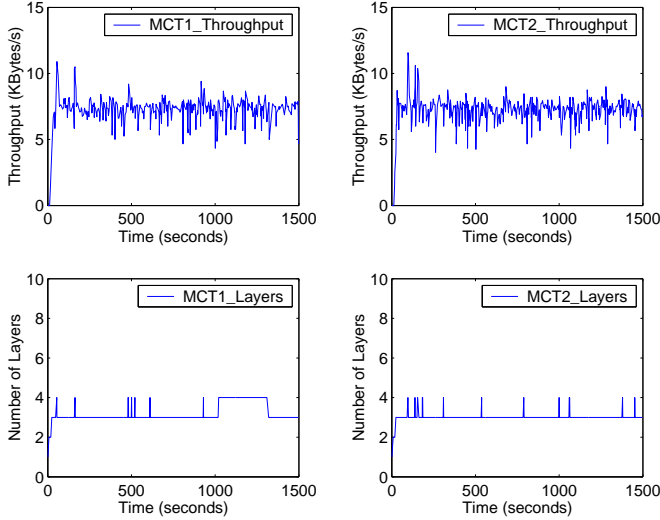 MCT1_Throughput
Throughput (KBytes/s)
15
10
5
0
0 500 1000 1500
Time (seconds)
MCT2_Throughput
Throughput (KBytes/s)
15
10
5
0
0 500 1000 1500
Time (seconds)
MCT1_Layers
Number of Layers
10
8
6
4
2
0
0 500 1000 1500
Time (seconds)
MCT2_Layers
Number of Layers
10
8
6
4
2
0
0 500 1000 1500
Time (seconds)